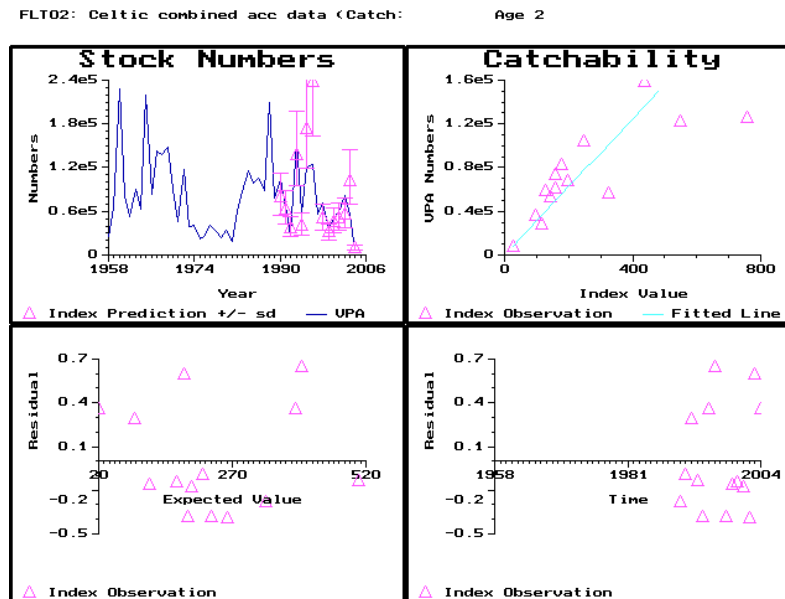 FLT02: Celtic combined acc data (Catch: Age 2
Stock Numbers
2.4e5
1.8e5
1.2e5
0.6e5
0
Numbers
1958 1974 1990 2006
Year
Index Prediction +/- sd VPA
Catchability
1.6e5
1.2e5
0.8e5
0.4e5
0
VPA Numbers
0 400 800
Index Value
Index Observation Fitted Line
0.7
0.4
0.1
-0.2
-0.5
Residual
20 270 520
Expected Value
Index Observation
0.7
0.4
0.1
-0.2
-0.5
Residual
1958 1981 2004
Time
Index Observation